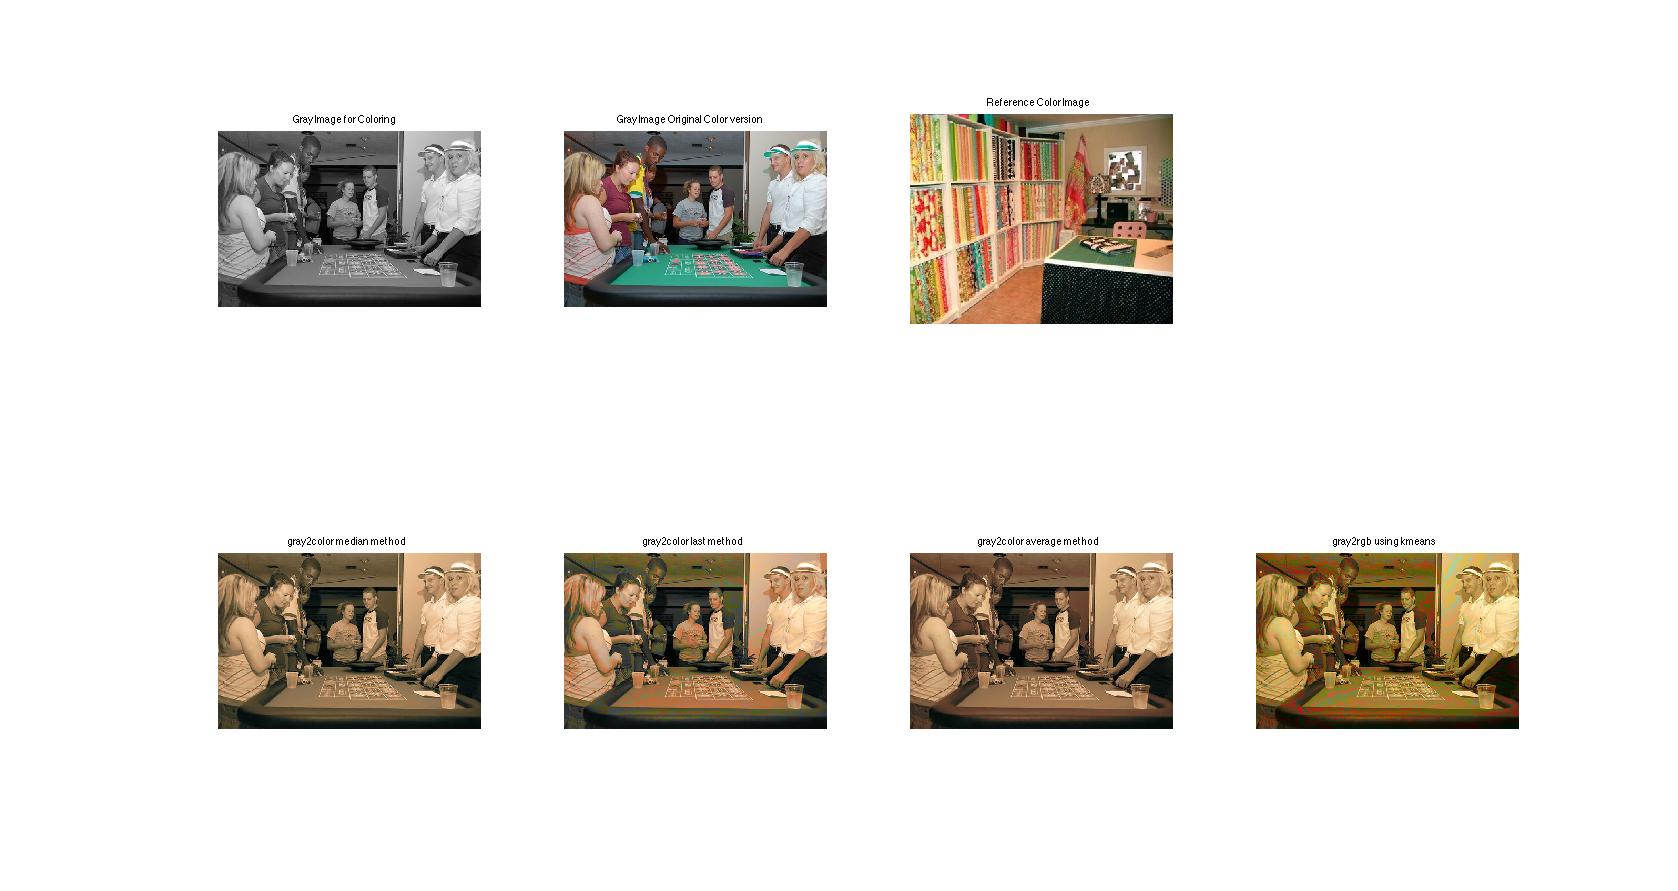 Gray Image for Coloring
Gray Image Original Color version
Reference Color Image
gray2color median method
gray2color last method
gray2color average method
gray2rgb using kmeans